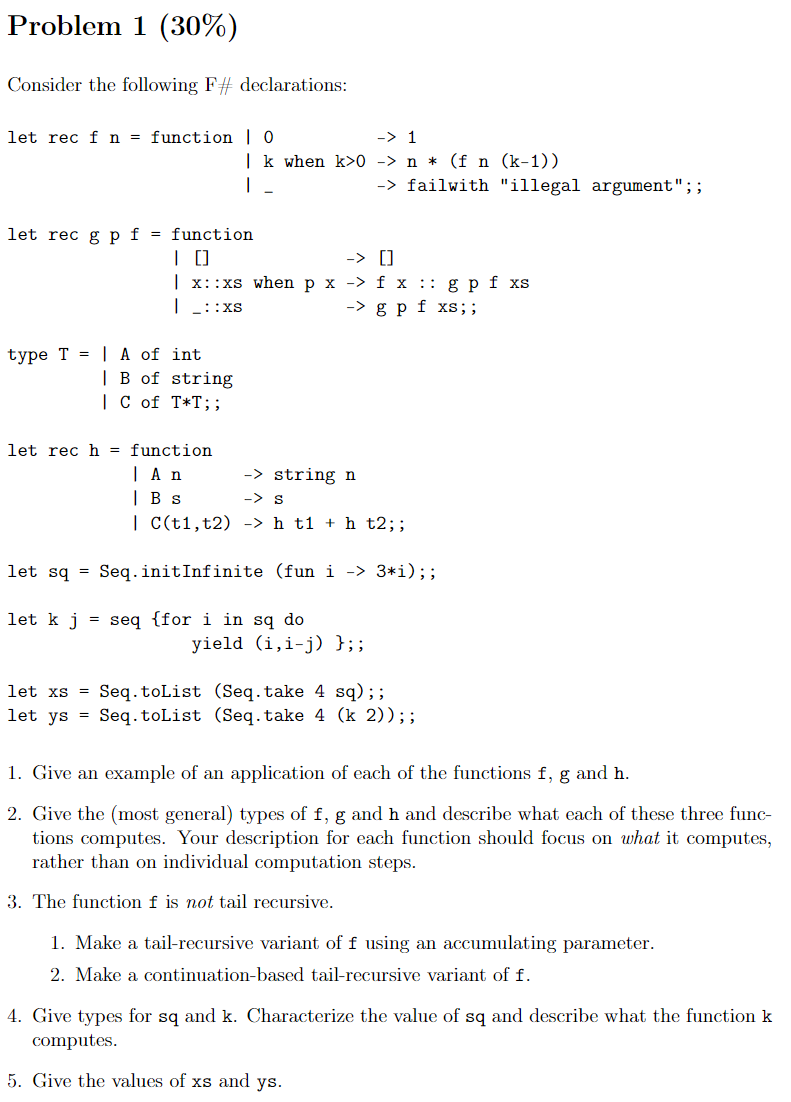 Problem 1 (30%)
Consider the following F# declarations:
let rec f n = function | 0 -> 1
| k when k>0 -> n * (f n (k-1))
| _ -> failwith "illegal argument";;
let rec g p f = function
| [] -> []
| x::xs when p x -> f x :: g p f xs
| _::xs -> g p f xs;;
type T = | A of int
| B of string
| C of T*T;;
let rec h = function
| A n -> string n
| B s -> s
| C(t1,t2) -> h t1 + h t2;;
let sq = Seq.initInfinite (fun i -> 3*i);;
let k j = seq {for i in sq do
yield (i,i-j) };;
let xs = Seq.toList (Seq.take 4 sq);;
let ys = Seq.toList (Seq.take 4 (k 2));;
1. Give an example of an application of each of the functions f, g and h.
2. Give the (most general) types of f, g and h and describe what each of these three func-
tions computes. Your description for each function should focus on what it computes,
rather than on individual computation steps.
3. The function f is not tail recursive.
1. Make a tail-recursive variant of f using an accumulating parameter.
2. Make a continuation-based tail-recursive variant of f.
4. Give types for sq and k. Characterize the value of sq and describe what the function k
computes.
5. Give the values of xs and ys.